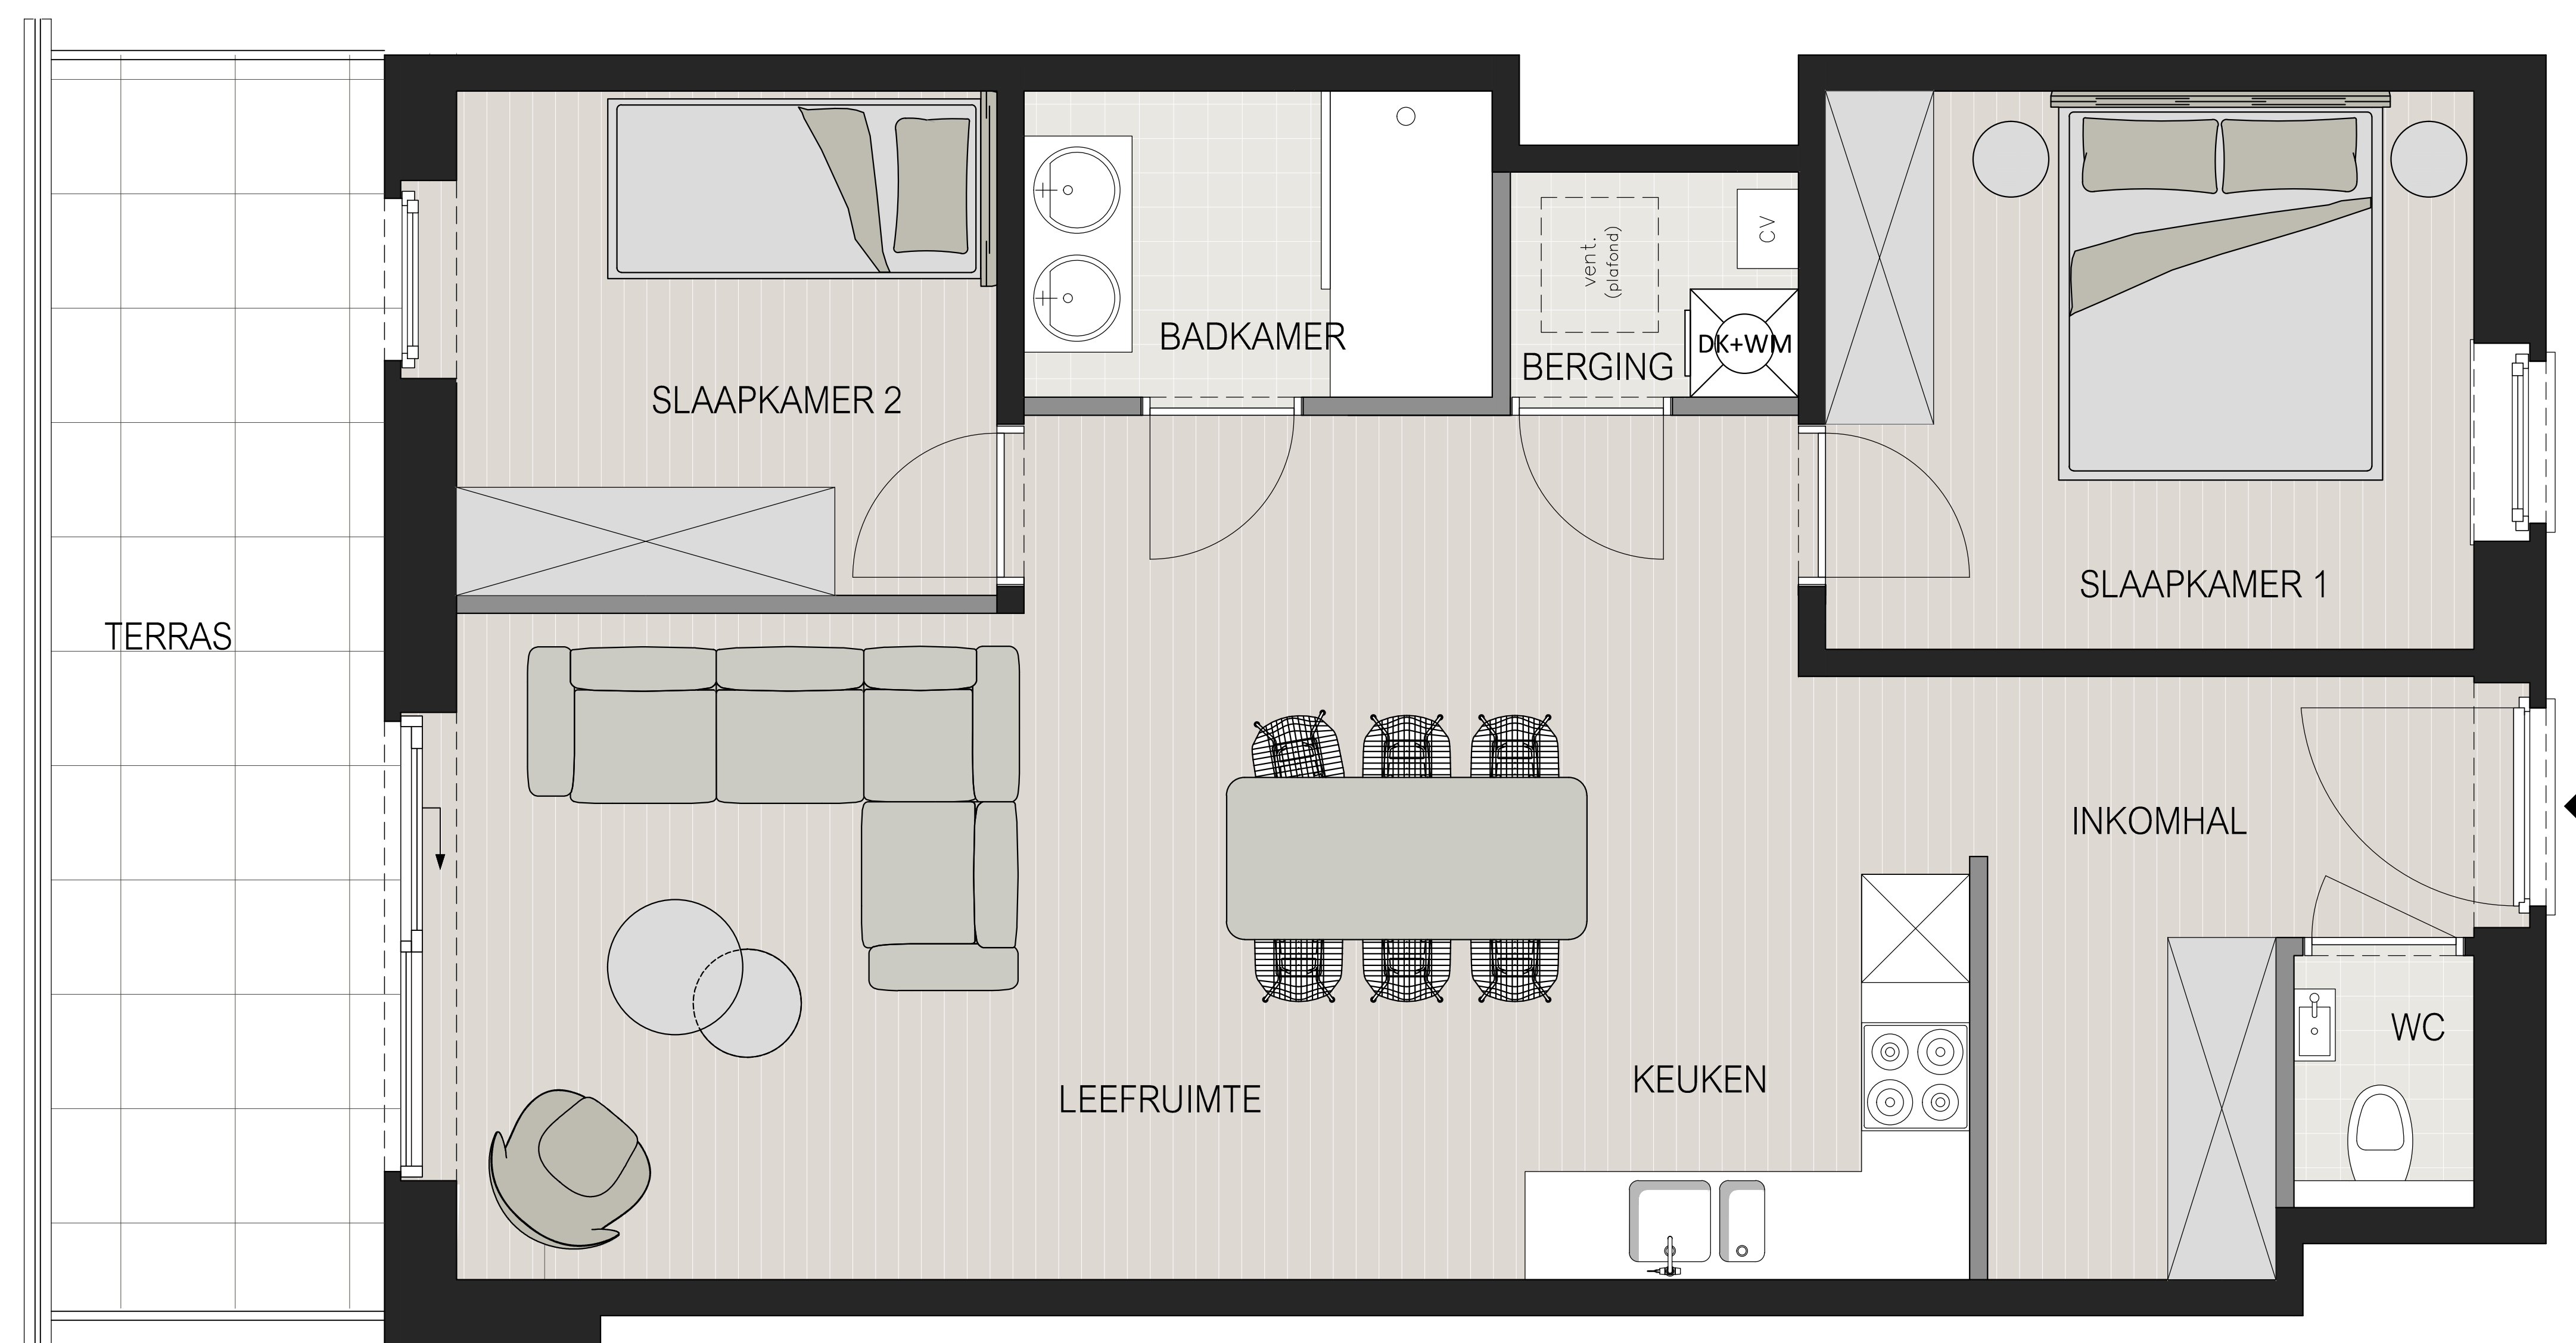 CV
vent.
(plafond)
DK+WM
BADKAMER
BERGING
SLAAPKAMER 2
SLAAPKAMER 1
TERRAS
INKOMHAL
WC
KEUKEN
LEEFRUIMTE